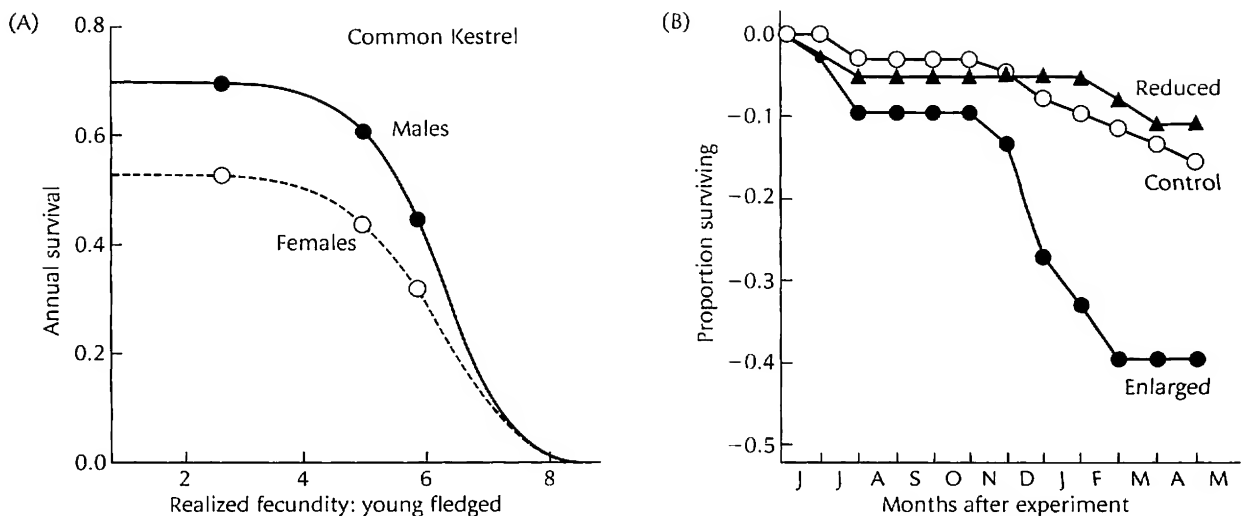 (A)
Common Kestrel
Annual survival
0.8
0.6
0.4
0.2
0.0
Males
Females
2 4 6 8
Realized fecundity: young fledged
(B)
Proportion surviving
0.0
−0.1
−0.2
−0.3
−0.4
−0.5
Reduced
Control
Enlarged
J J A S O N D J F M A M
Months after experiment